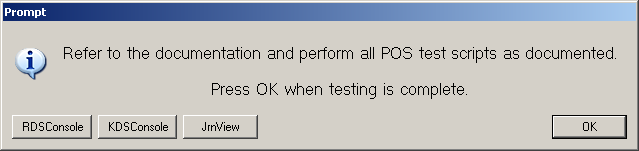 Prompt
Refer to the documentation and perform all POS test scripts as documented.
Press OK when testing is complete.
RDSConsole KDSConsole JrnView OK